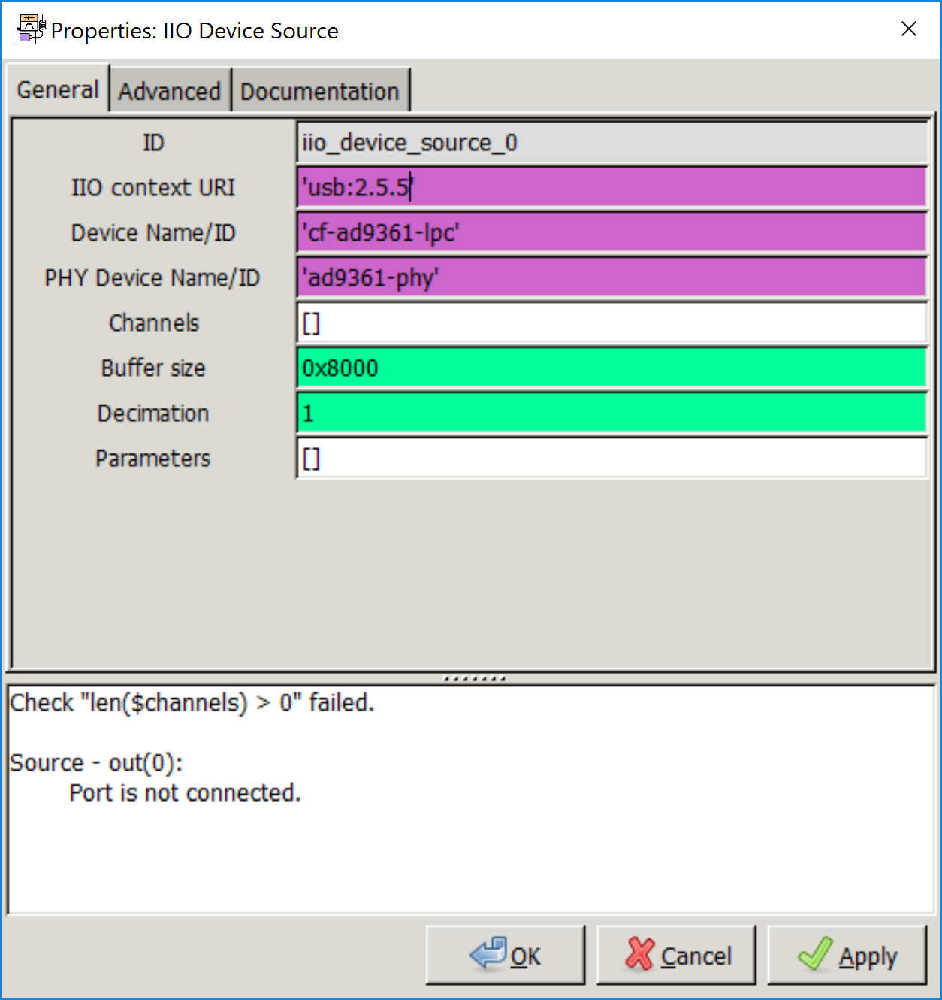 Properties: IIO Device Source
General Advanced Documentation
ID iio_device_source_0
IIO context URI 'usb:2.5.5'
Device Name/ID 'cf-ad9361-lpc'
PHY Device Name/ID 'ad9361-phy'
Channels []
Buffer size 0x8000
Decimation 1
Parameters []
Check "len($channels) > 0" failed.
Source - out(0):
Port is not connected.
OK Cancel Apply